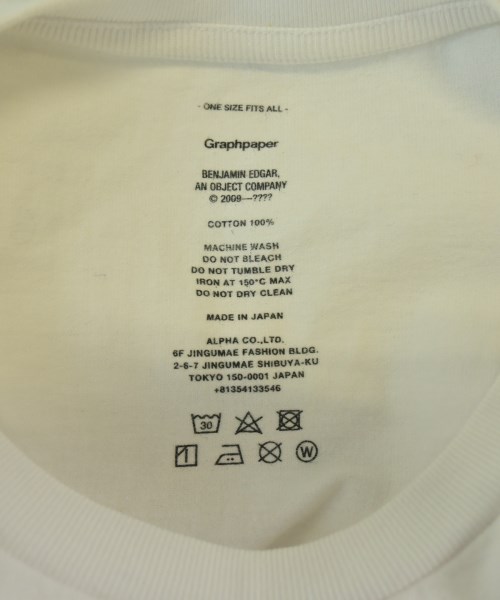 - ONE SIZE FITS ALL -
Graphpaper
BENJAMIN EDGAR,
AN OBJECT COMPANY
© 2009—????
COTTON 100%
MACHINE WASH
DO NOT BLEACH
DO NOT TUMBLE DRY
IRON AT 150°C MAX
DO NOT DRY CLEAN
MADE IN JAPAN
ALPHA CO.,LTD.
6F JINGUMAE FASHION BLDG.
2-6-7 JINGUMAE SHIBUYA-KU
TOKYO 150-0001 JAPAN
+81354133546
30
W